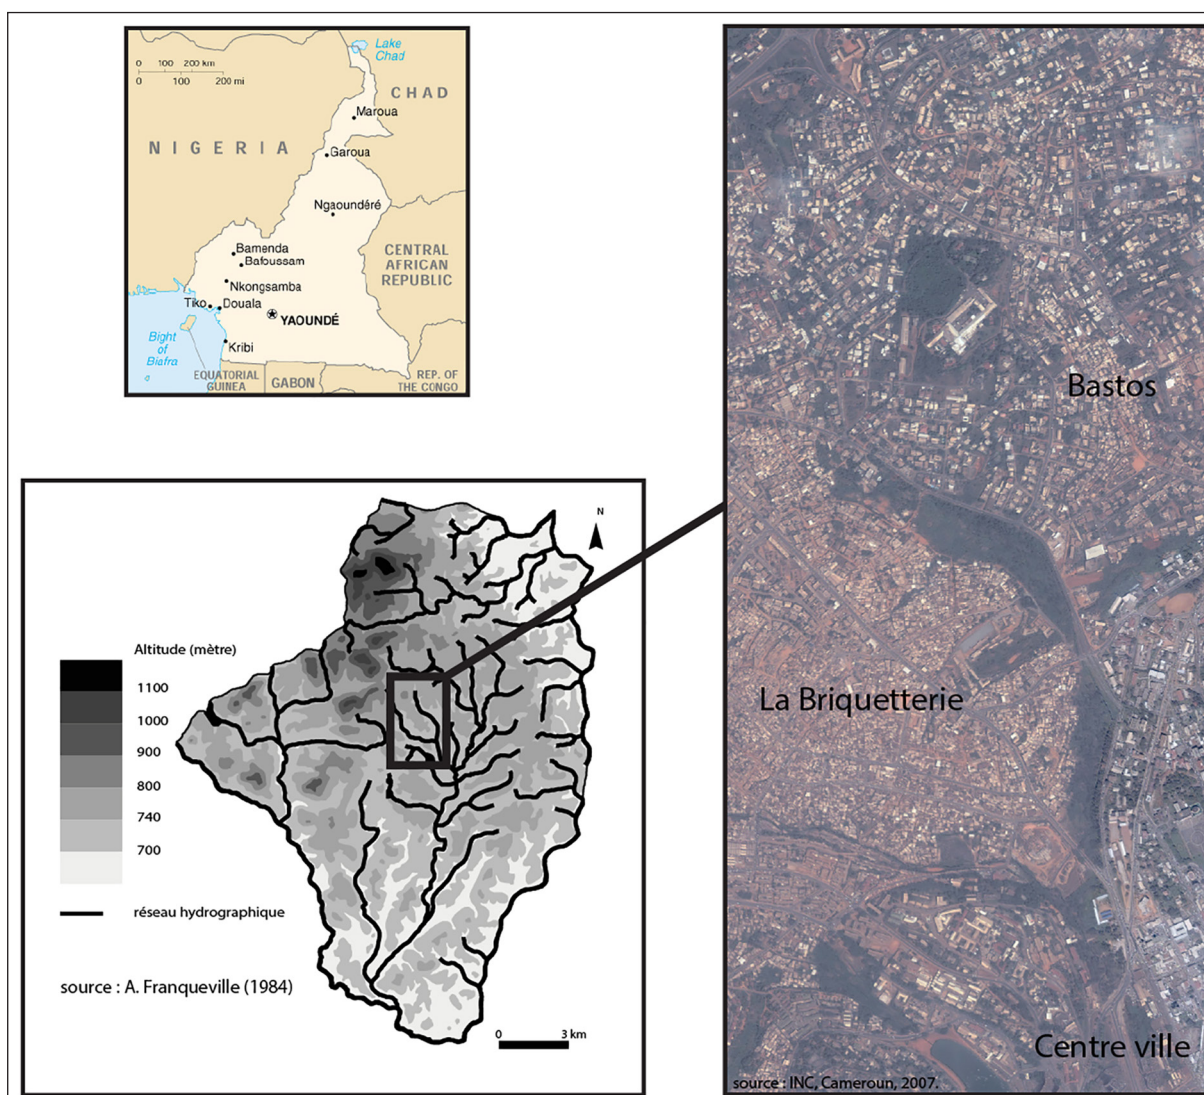 Lake
Chad
0 100 200 km
0 100 200 mi
CHAD
Maroua
NIGERIA
Garoua
Ngaoundéré
Bamenda
Bafoussam
CENTRAL
AFRICAN
REPUBLIC
Nkongsamba
Tiko
Douala
YAOUNDÉ
Bight
of
Biafra
Kribi
EQUATORIAL
GUINEA
GABON
REP. OF
THE CONGO
N
Altitude (mètre)
1100
1000
900
800
740
700
réseau hydrographique
source : A. Franqueville (1984)
0 3 km
Bastos
La Briquetterie
Centre ville
source : INC, Cameroun, 2007.